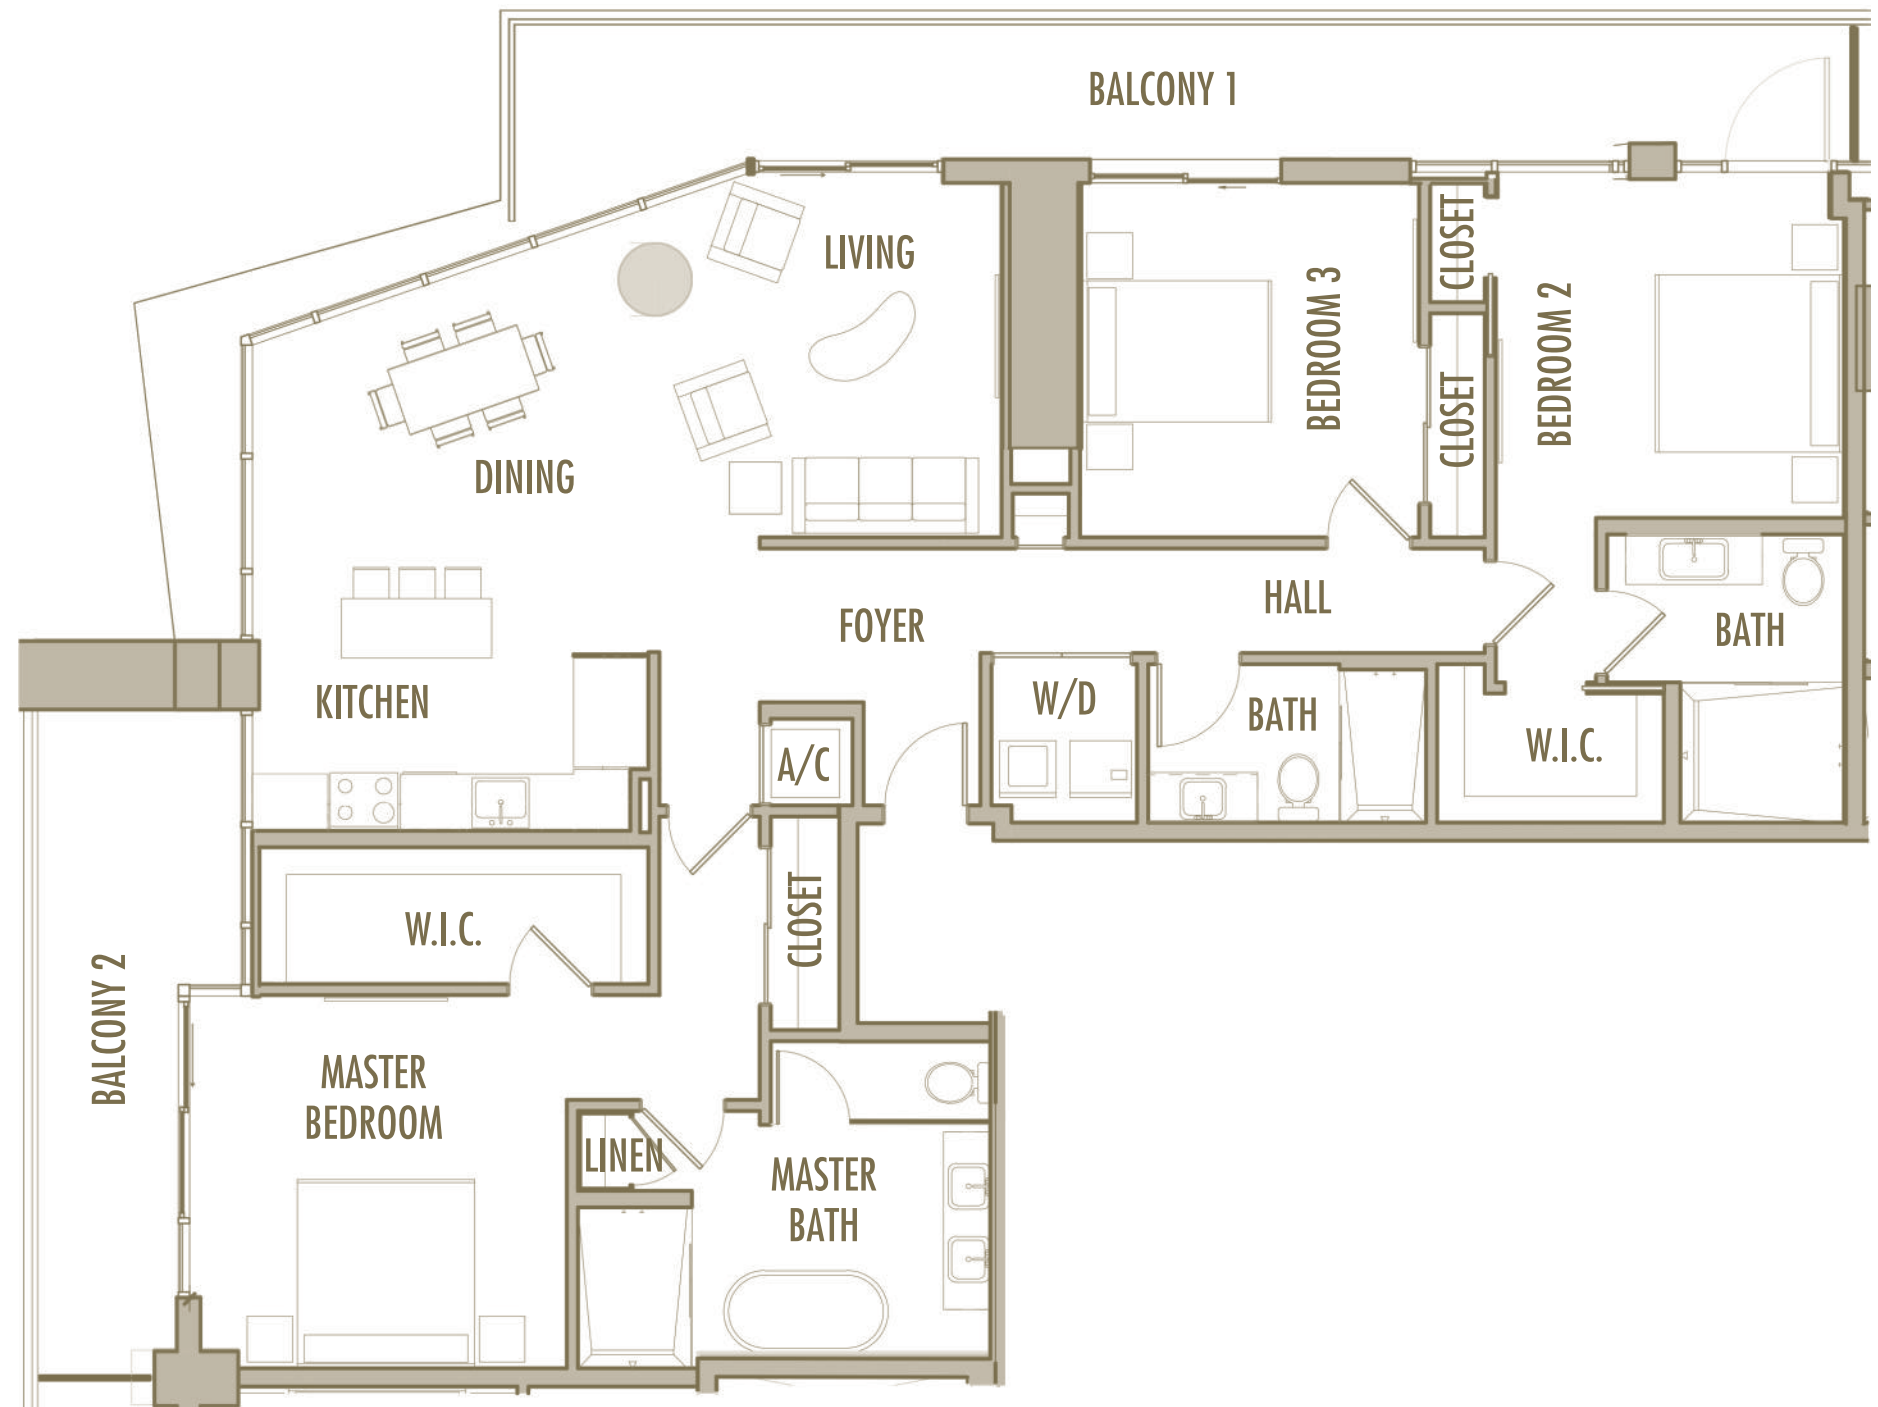 BALCONY 1
LIVING
CLOSET
BEDROOM 3
BEDROOM 2
CLOSET
DINING
HALL
FOYER
BATH
KITCHEN
W/D
BATH
W.I.C.
A/C
CLOSET
W.I.C.
BALCONY 2
MASTER
BEDROOM
LINEN
MASTER
BATH